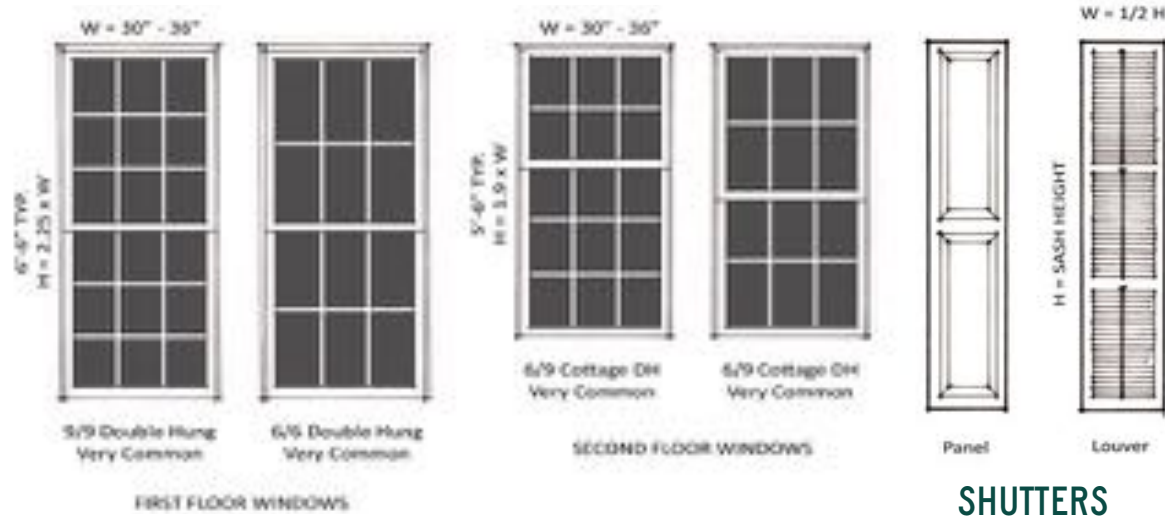 W = 30" - 36"
6'-6" TYP.
H = 2.25 x W
9/9 Double Hung
Very Common
6/6 Double Hung
Very Common
FIRST FLOOR WINDOWS
W = 30" - 36"
5'-6" TYP.
H = 1.9 x W
6/9 Cottage DH
Very Common
6/9 Cottage DH
Very Common
SECOND FLOOR WINDOWS
Panel
W = 1/2 H
H = SASH HEIGHT
Louver
SHUTTERS